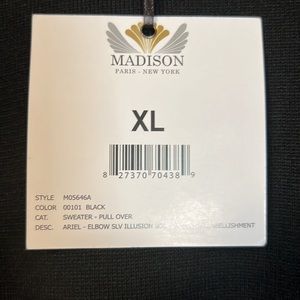 MADISON
PARIS - NEW YORK
XL
8 27370 70438 9
STYLE M05646A
COLOR 00101 BLACK
CAT. SWEATER - PULL OVER
DESC. ARIEL - ELBOW SLV ILLUSION